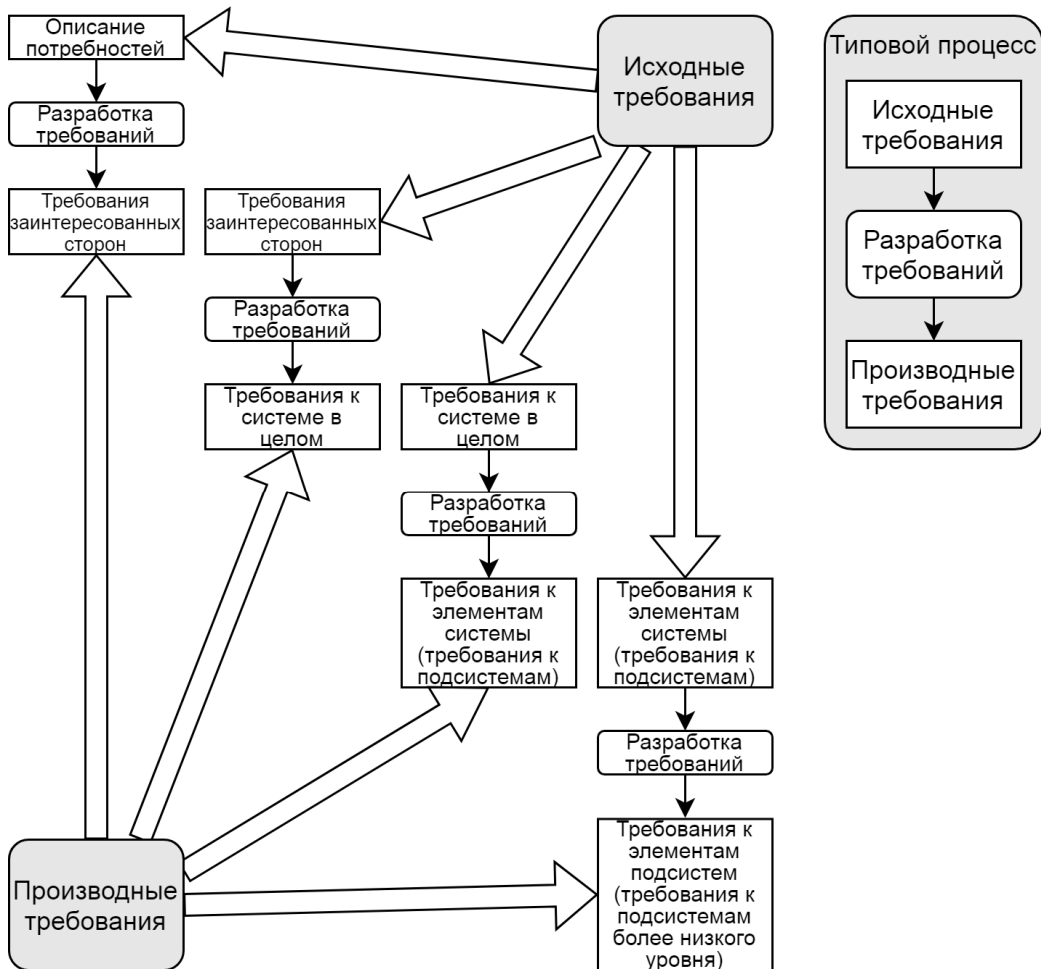 Описание
потребностей
Разработка
требований
Требования
заинтересованных
сторон
Требования
заинтересованных
сторон
Разработка
требований
Требования к
системе в
целом
Исходные
требования
Требования к
системе в
целом
Разработка
требований
Требования к
элементам
системы
(требования к
подсистемам)
Требования к
элементам
системы
(требования к
подсистемам)
Разработка
требований
Требования к
элементам
подсистем
(требования к
подсистемам
более низкого
уровня)
Производные
требования
Типовой процесс
Исходные
требования
Разработка
требований
Производные
требования